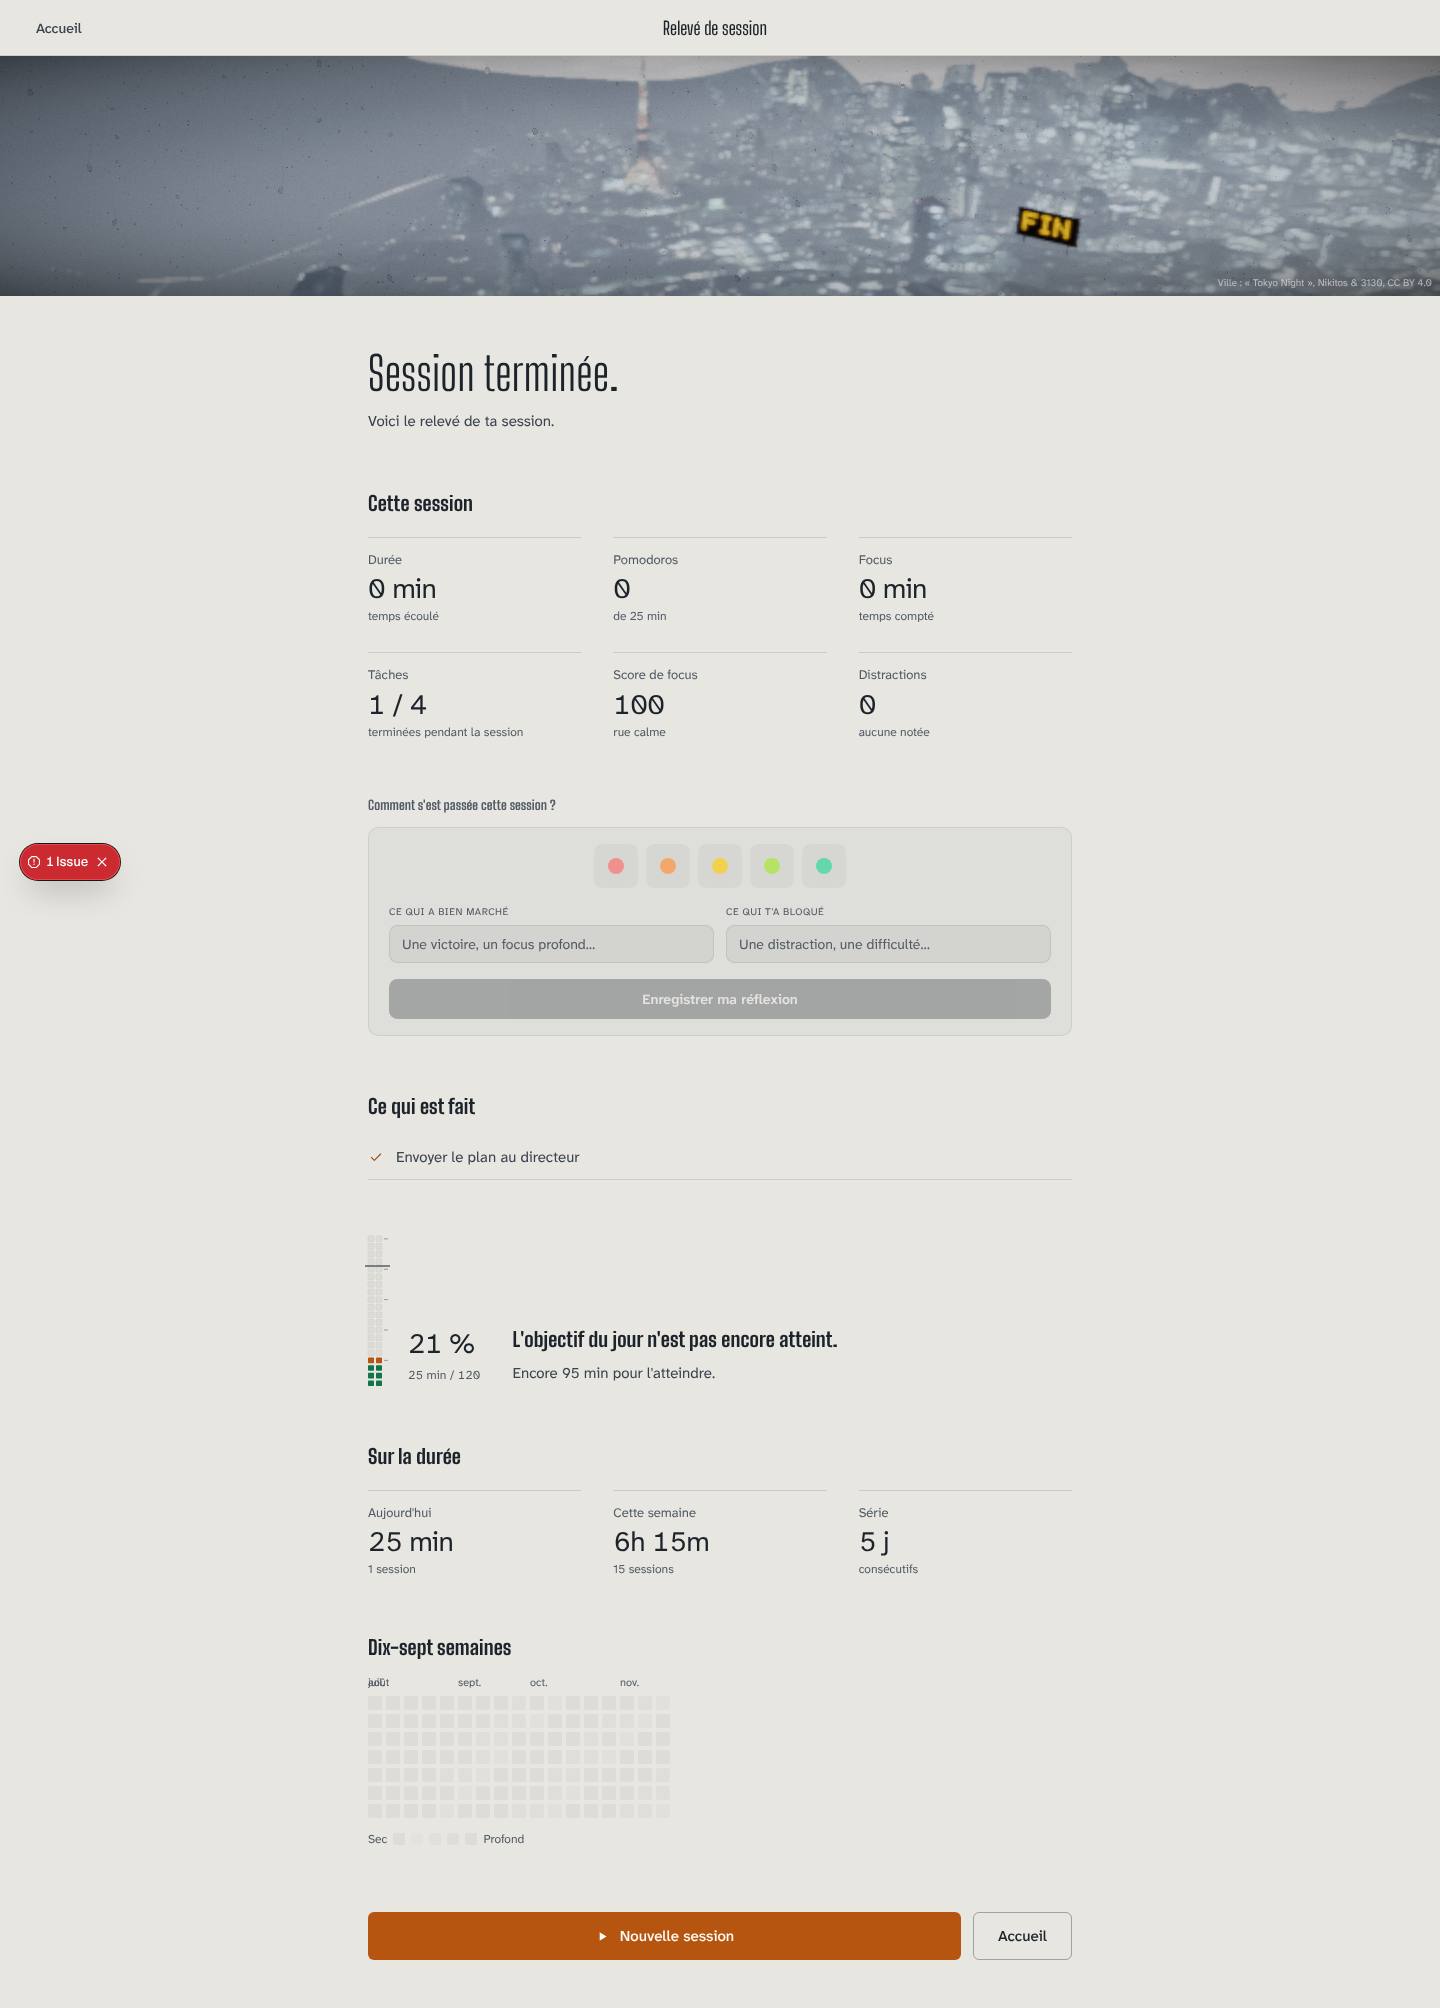 Accueil
Relevé de session
FIN
Ville : « Tokyo Night », Nikitos & 3130, CC BY 4.0
Session terminée.
Voici le relevé de ta session.
Cette session
Durée
0 min
temps écoulé
Pomodoros
0
de 25 min
Focus
0 min
temps compté
Tâches
1 / 4
terminées pendant la session
Score de focus
100
rue calme
Distractions
0
aucune notée
Comment s'est passée cette session ?
1 Issue
CE QUI A BIEN MARCHÉ
Une victoire, un focus profond...
CE QUI T'A BLOQUÉ
Une distraction, une difficulté...
Enregistrer ma réflexion
Ce qui est fait
Envoyer le plan au directeur
21 %
25 min / 120
L'objectif du jour n'est pas encore atteint.
Encore 95 min pour l'atteindre.
Sur la durée
Aujourd'hui
25 min
1 session
Cette semaine
6h 15m
15 sessions
Série
5 j
consécutifs
Dix-sept semaines
sept. oct. nov.
Sec Profond
Nouvelle session
Accueil